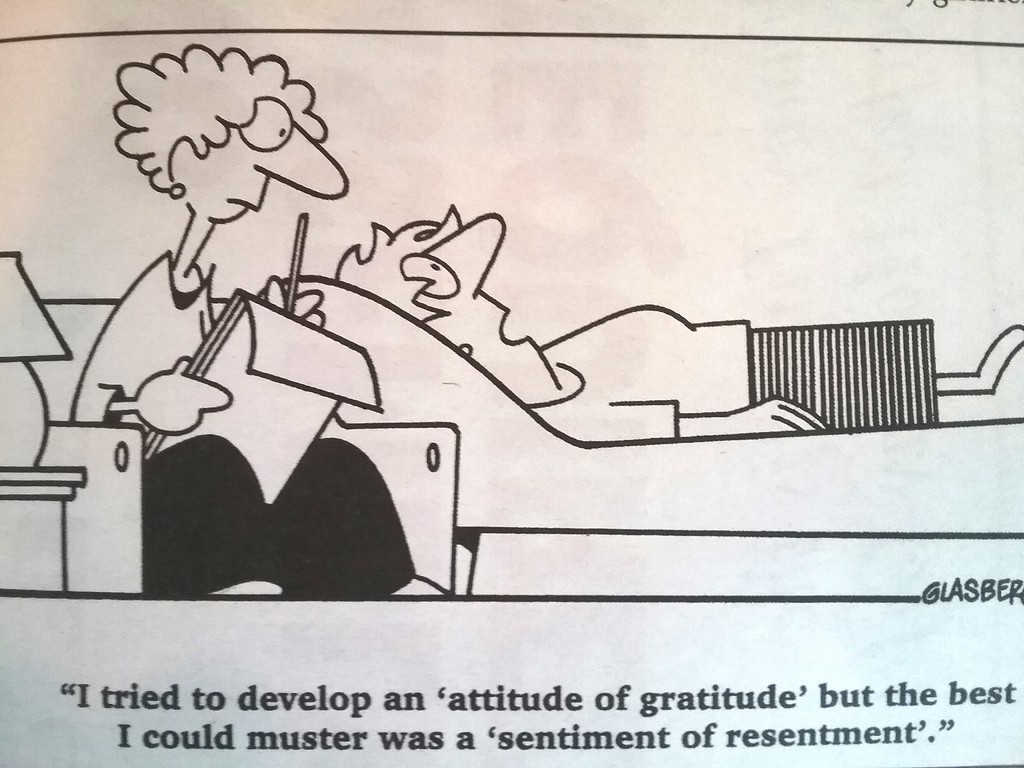 GLASBER
“I tried to develop an ‘attitude of gratitude’ but the best
I could muster was a ‘sentiment of resentment’.”